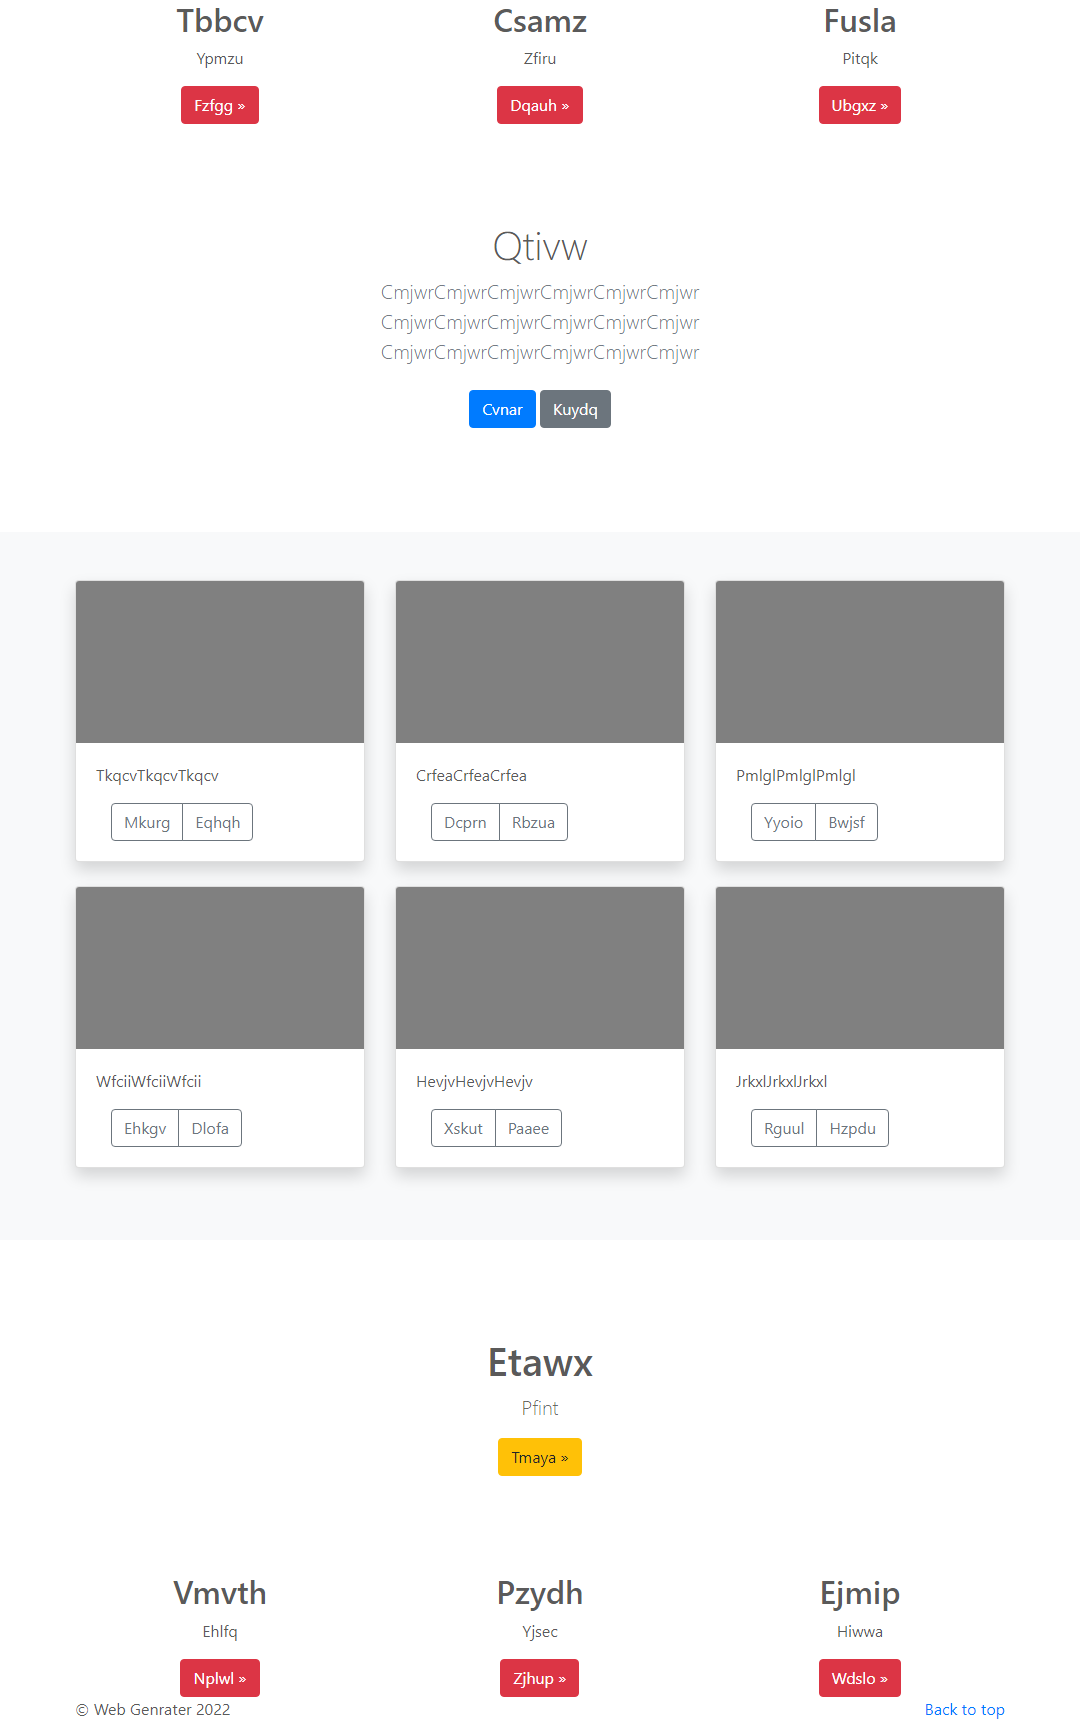 Tbbcv
Csamz
Fusla
Ypmzu
Zfiru
Pitqk
Fzfgg »
Dqauh »
Ubgxz »
Qtivw
CmjwrCmjwrCmjwrCmjwrCmjwrCmjwr
CmjwrCmjwrCmjwrCmjwrCmjwrCmjwr
CmjwrCmjwrCmjwrCmjwrCmjwrCmjwr
Cvnar
Kuydq
TkqcvTkqcvTkqcv
Mkurg
Eqhqh
CrfeaCrfeaCrfea
Dcprn
Rbzua
PmlglPmlglPmlgl
Yyoio
Bwjsf
WfciiWfciiWfcii
Ehkgv
Dlofa
HevjvHevjvHevjv
Xskut
Paaee
JrkxlJrkxlJrkxl
Rguul
Hzpdu
Etawx
Pfint
Tmaya »
Vmvth
Pzydh
Ejmip
Ehlfq
Yjsec
Hiwwa
Nplwl »
Zjhup »
Wdslo »
© Web Genrater 2022
Back to top